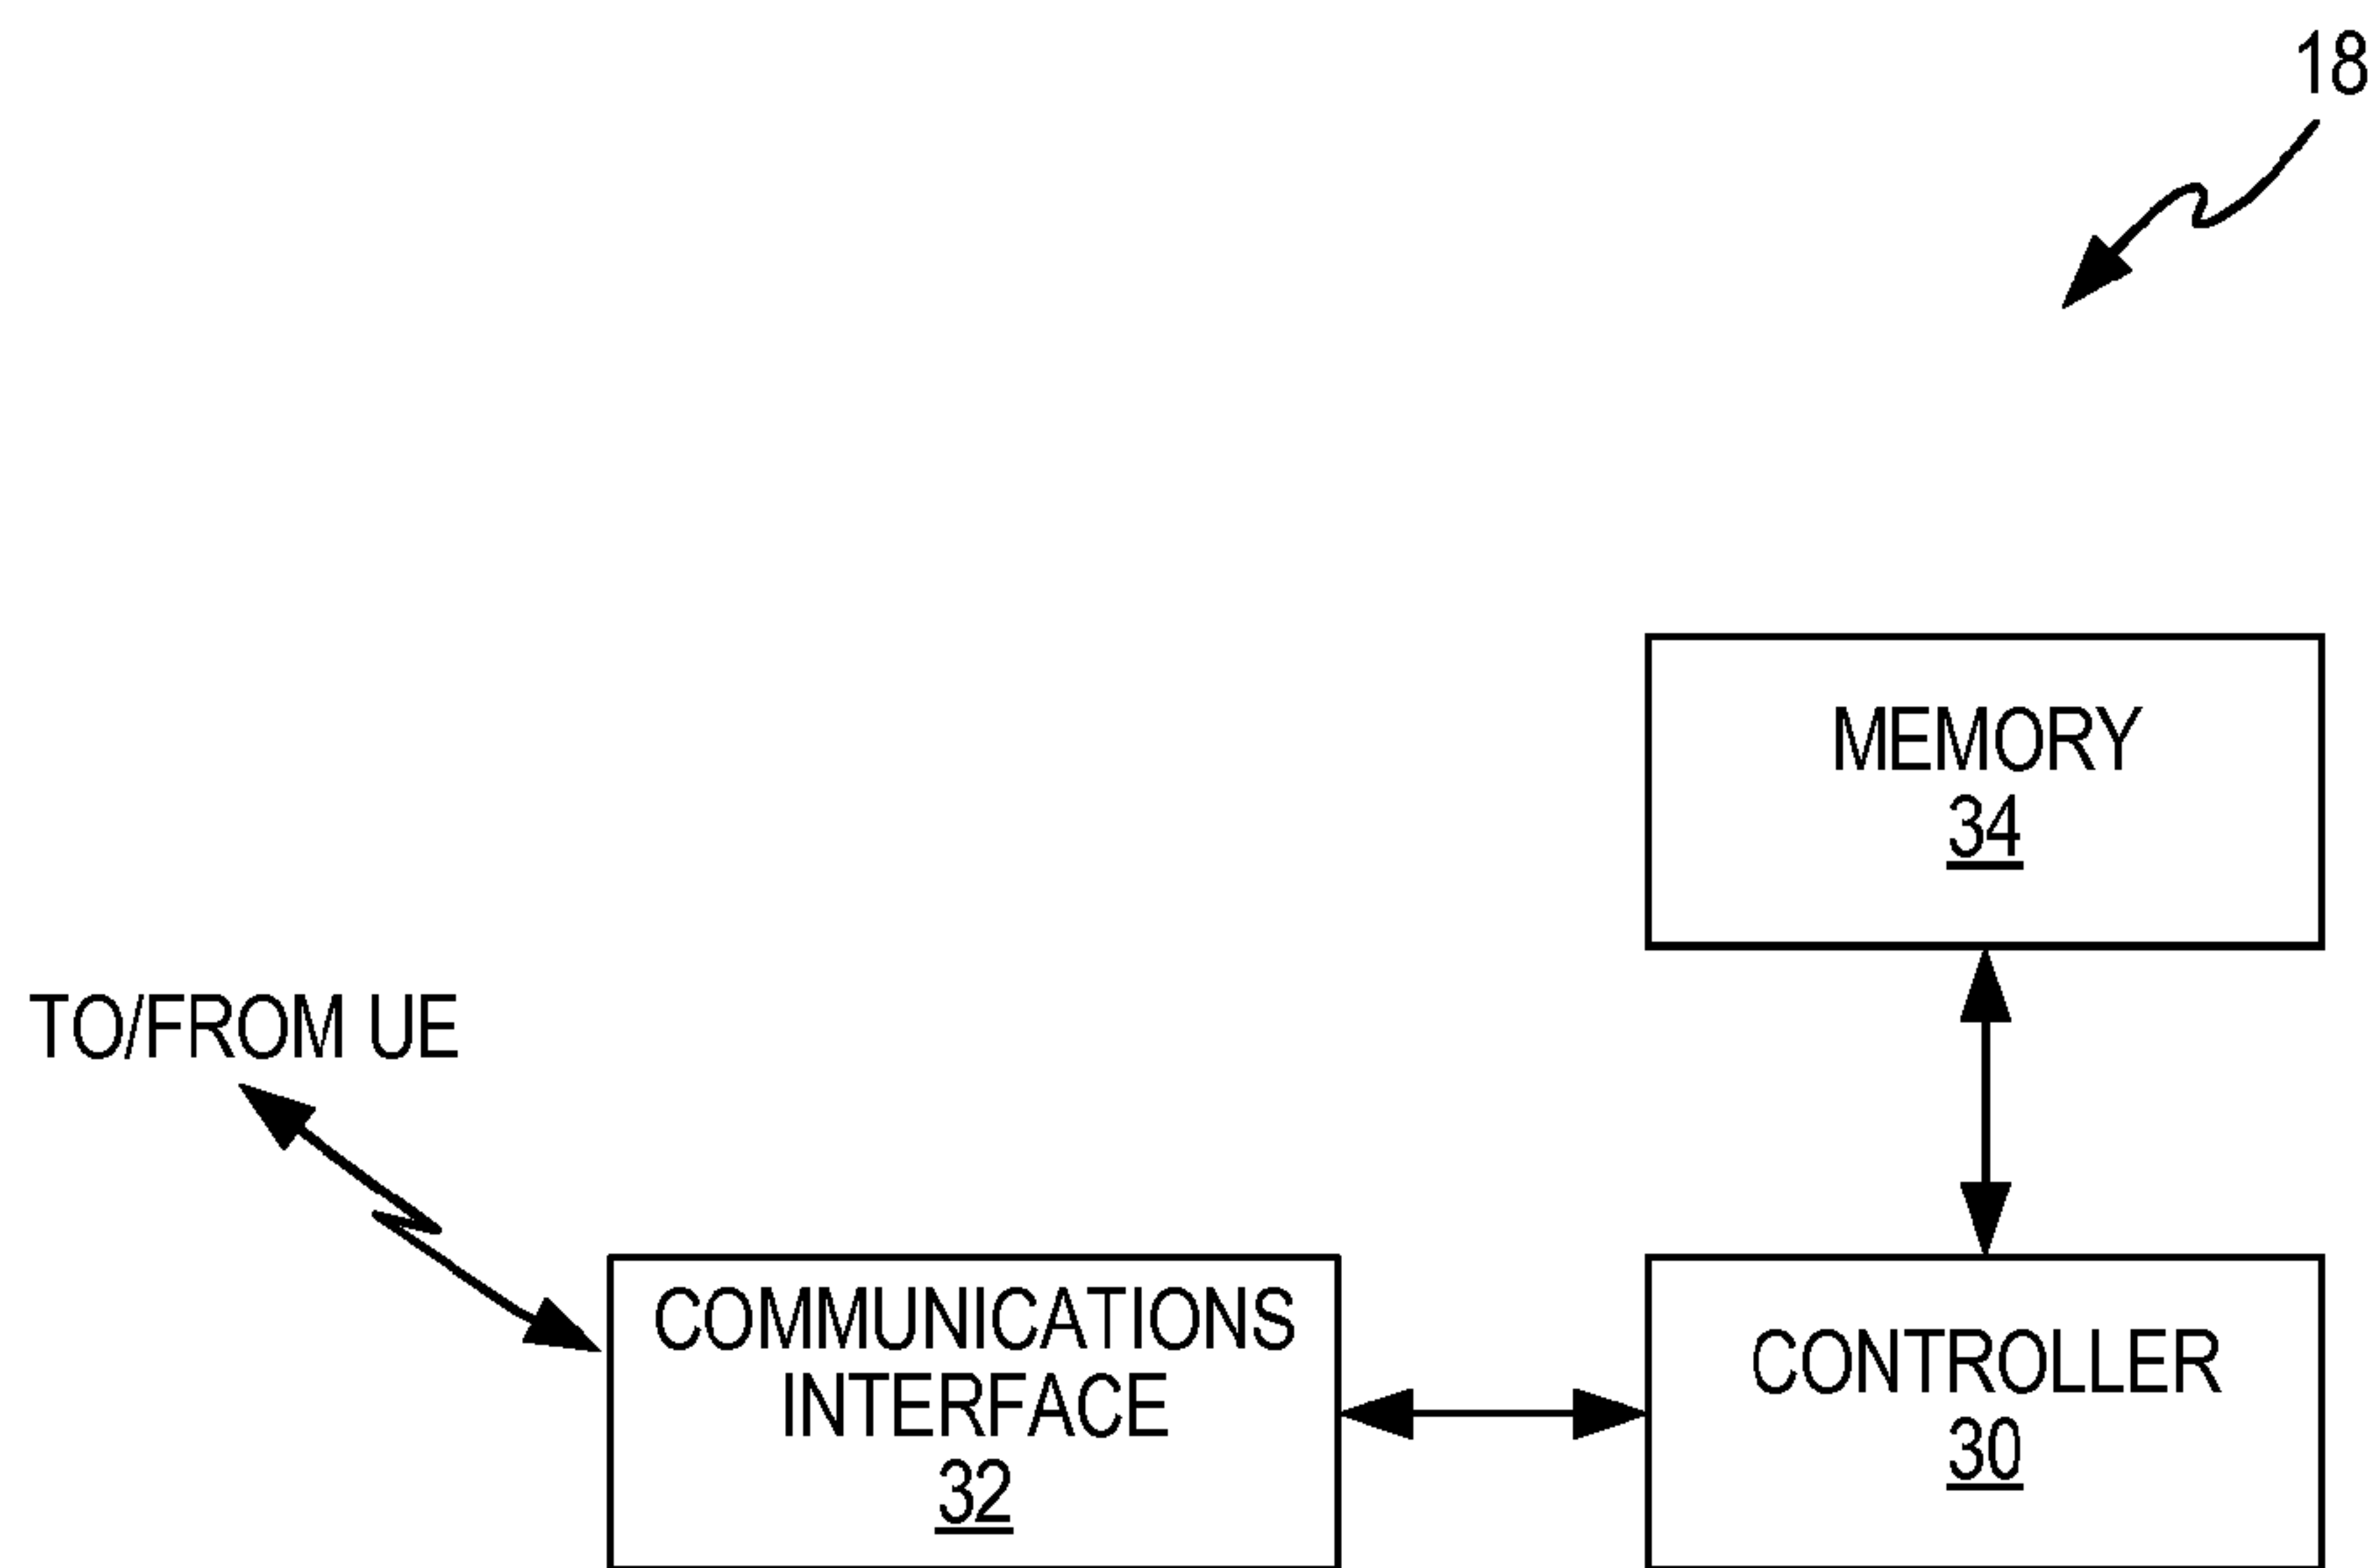 18
MEMORY
34
TO/FROM UE
COMMUNICATIONS
INTERFACE
32
CONTROLLER
30